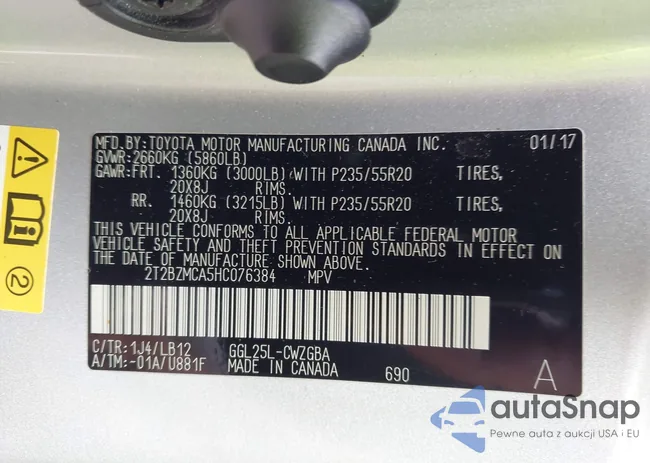 MFD.BY:TOYOTA MOTOR MANUFACTURING CANADA INC. 01/17
GVWR:2660KG (5860LB)
GAWR:FRT. 1360KG (3000LB) WITH P235/55R20 TIRES,
20X8J RIMS.
RR. 1460KG (3215LB) WITH P235/55R20 TIRES,
20X8J RIMS.
THIS VEHICLE CONFORMS TO ALL APPLICABLE FEDERAL MOTOR
VEHICLE SAFETY AND THEFT PREVENTION STANDARDS IN EFFECT ON
THE DATE OF MANUFACTURE SHOWN ABOVE.
2T2BZMCA5HC076384 MPV
C/TR:1J4/LB12 GGL25L-CWZGBA
A/TM:-01A/U881F MADE IN CANADA 690 A
2
autaSnap
Pewne auta z aukcji USA i EU